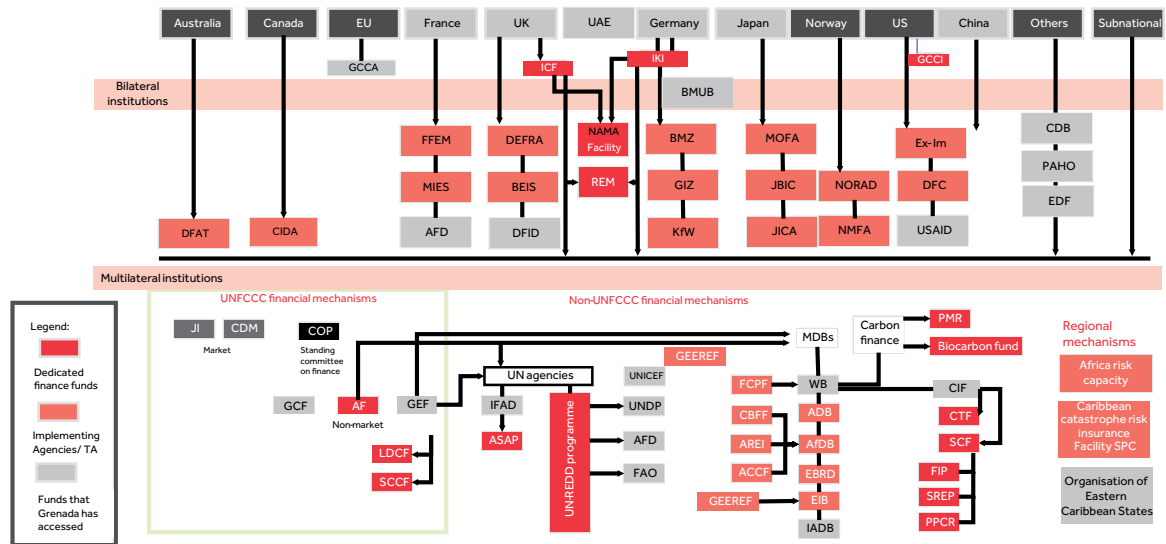 Australia
Canada
EU
France
UK
UAE
Germany
Japan
Norway
US
China
Others
Subnational
GCCA
ICF
IKI
GCCI
Bilateral
institutions
BMUB
FFEM
DEFRA
NAMA
Facility
BMZ
MOFA
Ex-Im
CDB
MIES
BEIS
REM
GIZ
JBIC
NORAD
DFC
PAHO
DFAT
CIDA
AFD
DFID
KfW
JICA
NMFA
USAID
EDF
Multilateral institutions
Legend:
Dedicated
finance funds
Implementing
Agencies/ TA
Funds that
Grenada has
accessed
UNFCCC financial mechanisms
JI
CDM
Market
COP
Standing
committee
on finance
GCF
AF
GEF
Non-market
LDCF
SCCF
Non-UNFCCC financial mechanisms
UN agencies
IFAD
ASAP
UN-REDD programme
UNICEF
UNDP
AFD
FAO
GEEREF
MDBs
Carbon
finance
PMR
Biocarbon fund
FCPF
WB
CIF
CBFF
ADB
CTF
AREI
AfDB
SCF
ACCF
EBRD
FIP
GEEREF
EIB
SREP
IADB
PPCR
Regional
mechanisms
Africa risk
capacity
Caribbean
catastrophe risk
insurance
Facility SPC
Organisation of
Eastern
Caribbean States